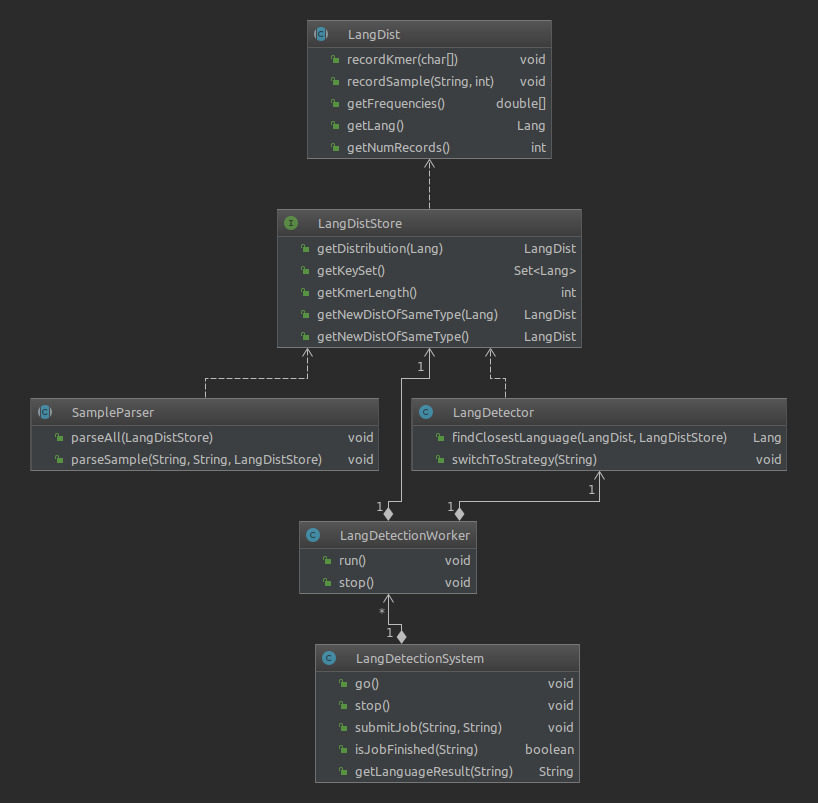 LangDist
recordKmer(char[]) void
recordSample(String, int) void
getFrequencies() double[]
getLang() Lang
getNumRecords() int
I LangDistStore
getDistribution(Lang) LangDist
getKeySet() Set<Lang>
getKmerLength() int
getNewDistOfSameType(Lang) LangDist
getNewDistOfSameType() LangDist
1
C SampleParser
parseAll(LangDistStore) void
parseSample(String, String, LangDistStore) void
C LangDetector
findClosestLanguage(LangDist, LangDistStore) Lang
switchToStrategy(String) void
1
1 1
C LangDetectionWorker
run() void
stop() void
*
1
C LangDetectionSystem
go() void
stop() void
submitJob(String, String) void
isJobFinished(String) boolean
getLanguageResult(String) String